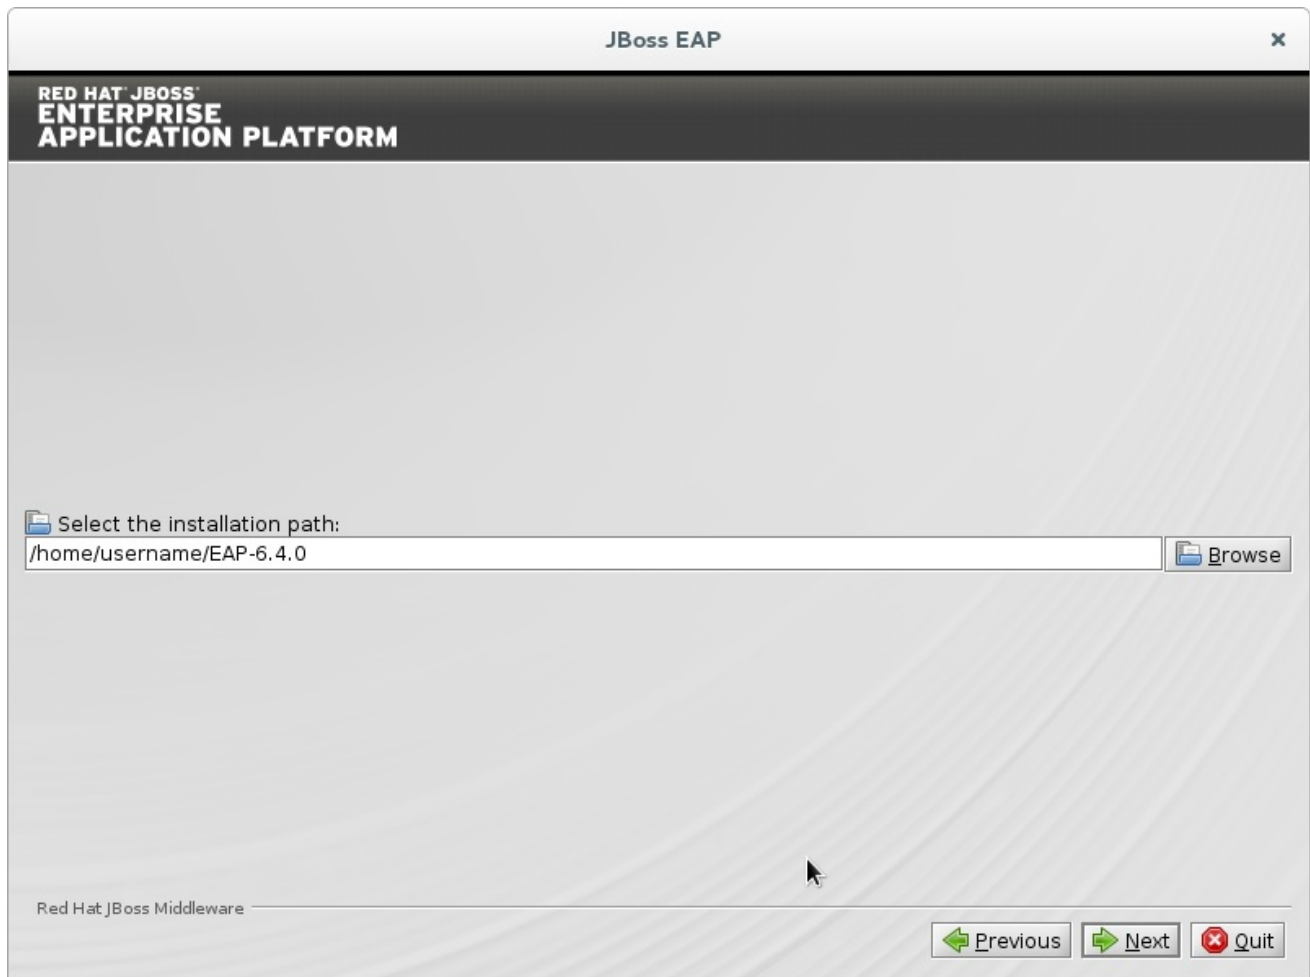 JBoss EAP
RED HAT JBOSS
ENTERPRISE
APPLICATION PLATFORM
Select the installation path:
/home/username/EAP-6.4.0
Browse
Red Hat JBoss Middleware
Previous Next Quit